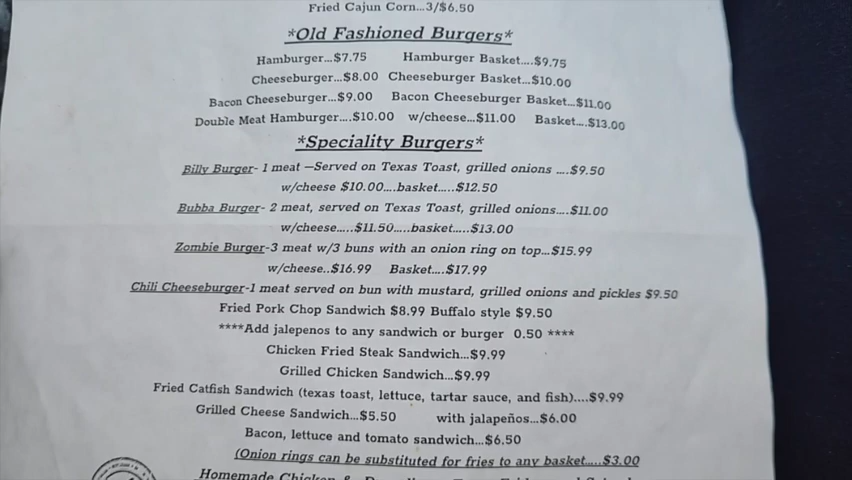 Fried Cajun Corn...3/$6.50
*Old Fashioned Burgers*
Hamburger...$7.75 Hamburger Basket....$9.75
Cheeseburger...$8.00 Cheeseburger Basket...$10.00
Bacon Cheeseburger...$9.00 Bacon Cheeseburger Basket...$11.00
Double Meat Hamburger....$10.00 w/cheese...$11.00 Basket....$13.00
*Speciality Burgers*
Billy Burger- 1 meat —Served on Texas Toast, grilled onions ....$9.50
w/cheese $10.00....basket.....$12.50
Bubba Burger- 2 meat, served on Texas Toast, grilled onions....$11.00
w/cheese.....$11.50.....basket.....$13.00
Zombie Burger-3 meat w/3 buns with an onion ring on top...$15.99
w/cheese..$16.99 Basket....$17.99
Chili Cheeseburger-1 meat served on bun with mustard, grilled onions and pickles $9.50
Fried Pork Chop Sandwich $8.99 Buffalo style $9.50
****Add jalepenos to any sandwich or burger 0.50 ****
Chicken Fried Steak Sandwich...$9.99
Grilled Chicken Sandwich...$9.99
Fried Catfish Sandwich (texas toast, lettuce, tartar sauce, and fish)....$9.99
Grilled Cheese Sandwich...$5.50 with jalapeños...$6.00
Bacon, lettuce and tomato sandwich...$6.50
(Onion rings can be substituted for fries to any basket.....$3.00
Homemade Chicken &